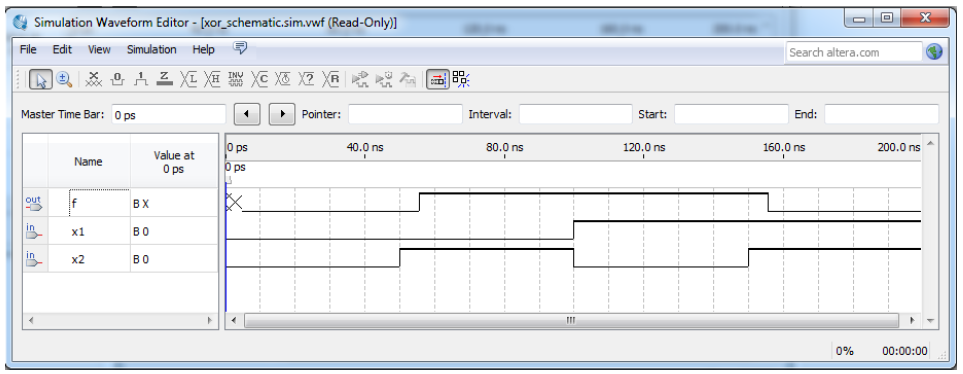 Simulation Waveform Editor - [xor_schematic.sim.vwf (Read-Only)]
File Edit View Simulation Help
Search altera.com
Master Time Bar: 0 ps Pointer: Interval: Start: End:
Name Value at 0 ps
0 ps 40.0 ns 80.0 ns 120.0 ns 160.0 ns 200.0 ns
0 ps
out f B X
in x1 B 0
in x2 B 0
0% 00:00:00